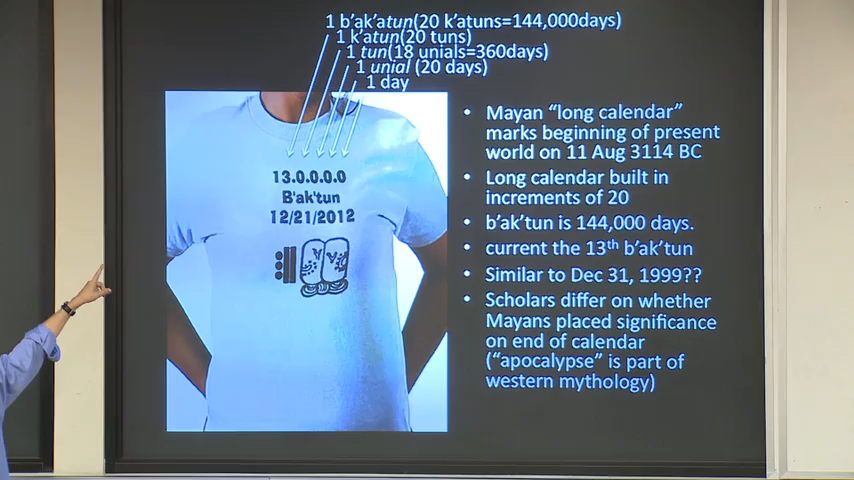 1 b'ak'atun(20 k'atuns=144,000days)
1 k'atun(20 tuns)
1 tun(18 unials=360days)
1 unial (20 days)
1 day
13.0.0.0.0
B'ak'tun
12/21/2012
• Mayan “long calendar”
marks beginning of present
world on 11 Aug 3114 BC
• Long calendar built in
increments of 20
• b'ak'tun is 144,000 days.
• current the 13th b'ak'tun
• Similar to Dec 31, 1999??
• Scholars differ on whether
Mayans placed significance
on end of calendar
(“apocalypse” is part of
western mythology)